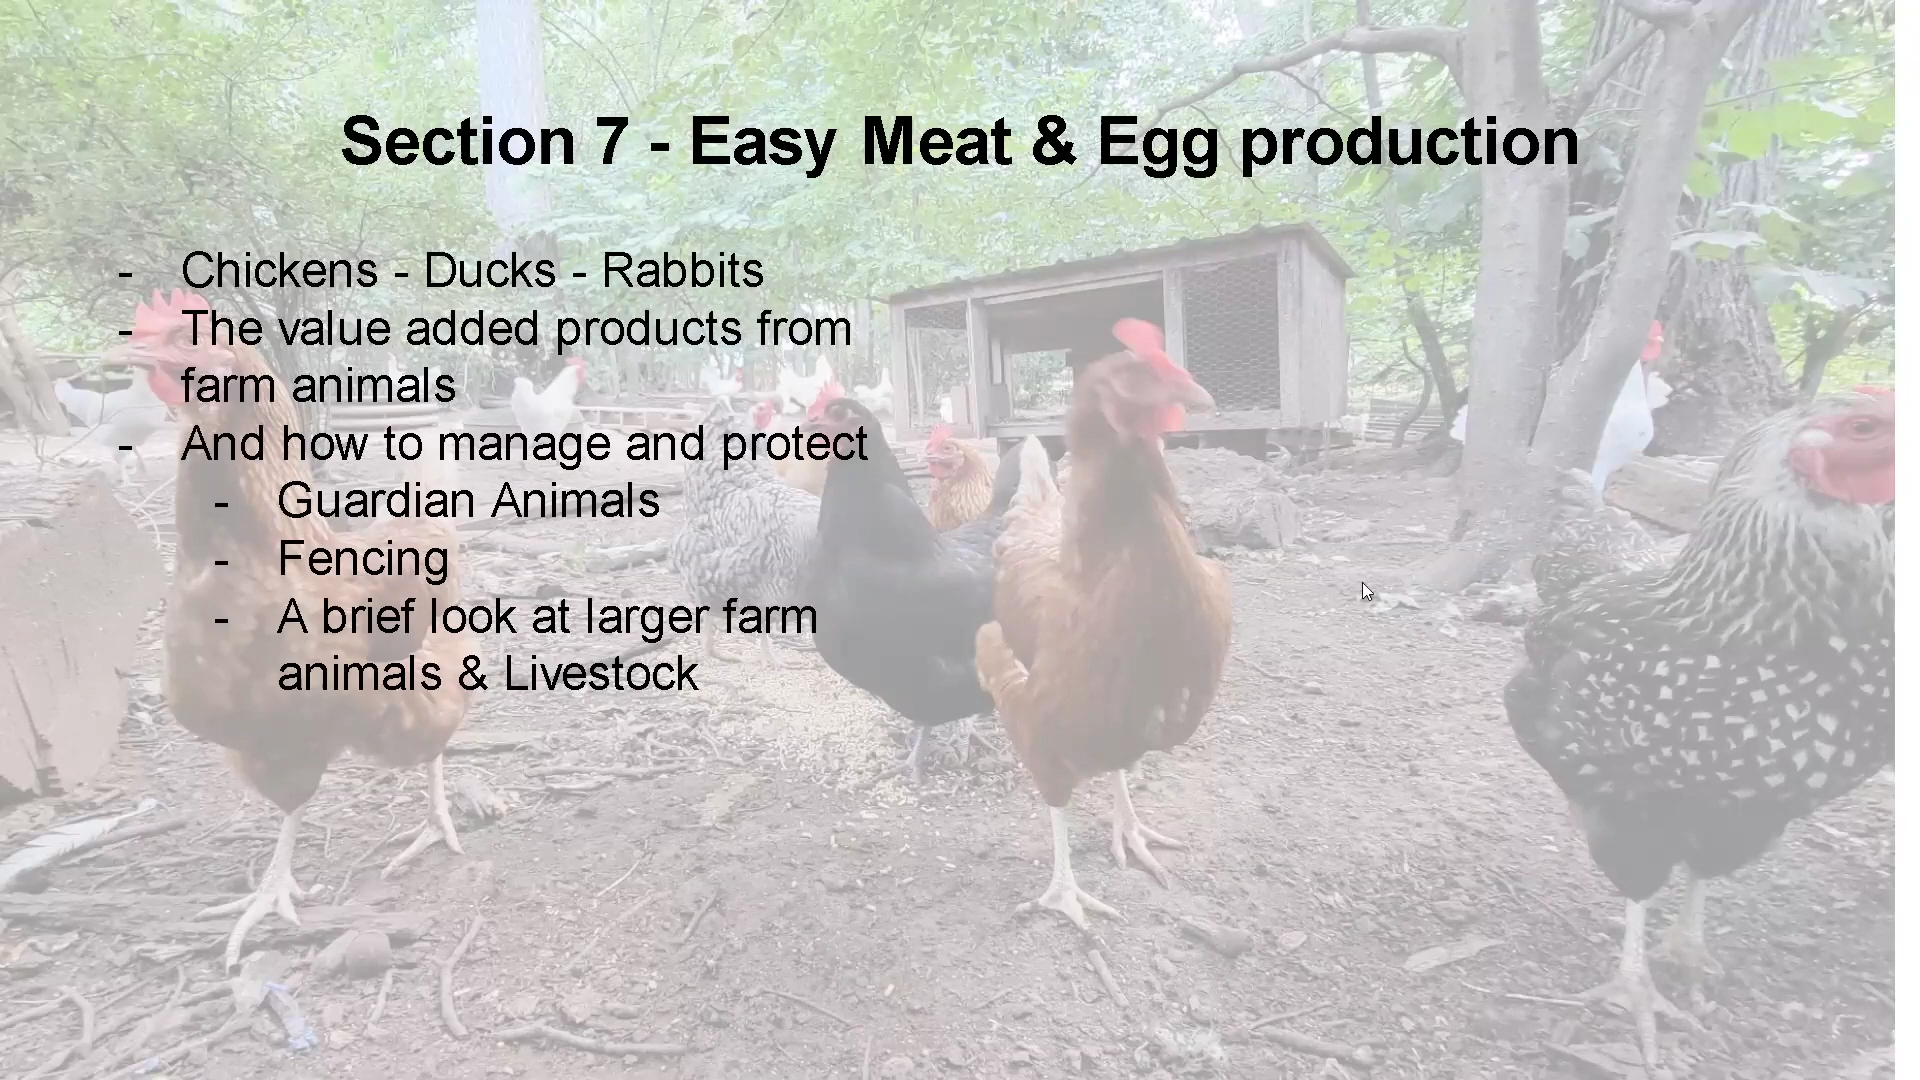 Section 7 - Easy Meat & Egg production
- Chickens - Ducks - Rabbits
- The value added products from
farm animals
- And how to manage and protect
- Guardian Animals
- Fencing
- A brief look at larger farm
animals & Livestock